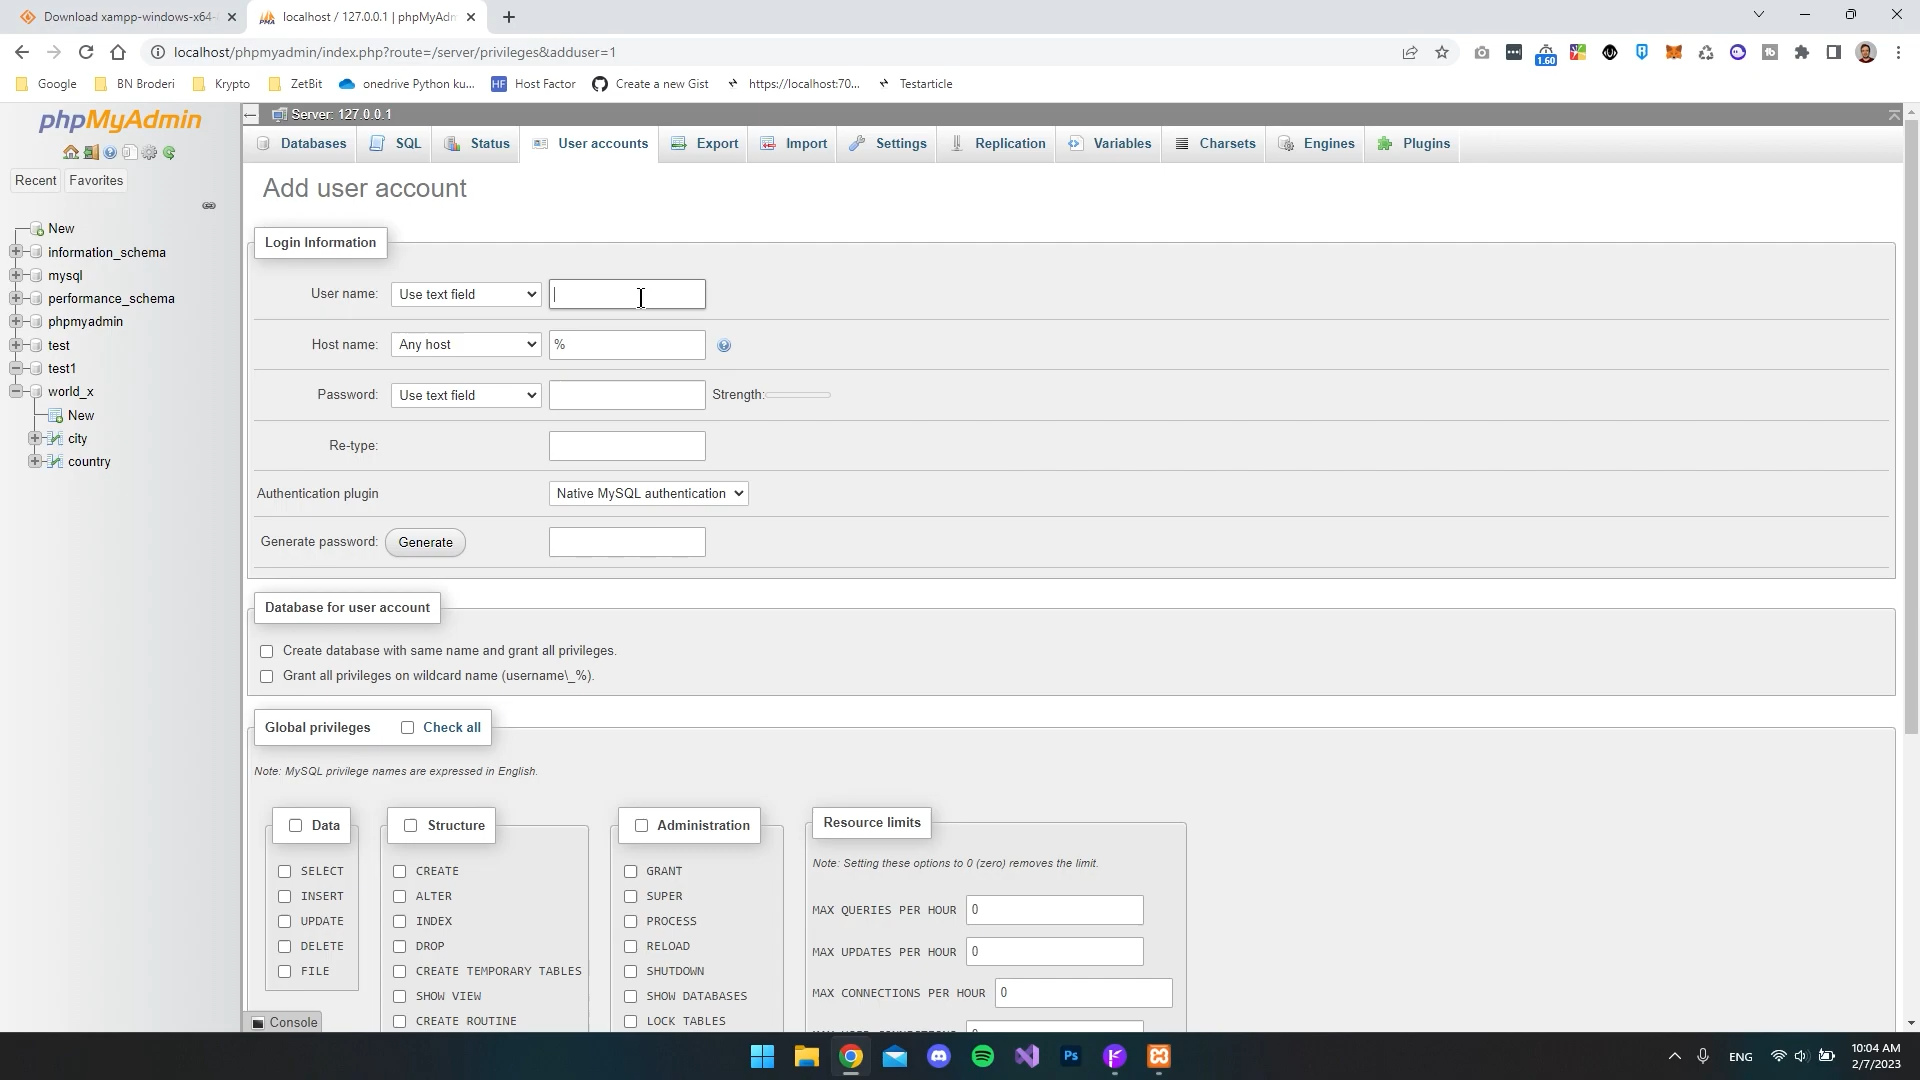 Download xampp-windows-x64-
localhost / 127.0.0.1 | phpMyAdm
localhost/phpmyadmin/index.php?route=/server/privileges&adduser=1
1.60
Google
BN Broderi
Krypto
ZetBit
onedrive Python ku...
HF Host Factor
Create a new Gist
https://localhost:70...
Testarticle
phpMyAdmin
Recent
Favorites
New
information_schema
mysql
performance_schema
phpmyadmin
test
test1
world_x
New
city
country
Server: 127.0.0.1
Databases
SQL
Status
User accounts
Export
Import
Settings
Replication
Variables
Charsets
Engines
Plugins
Add user account
Login Information
User name: Use text field
Host name: Any host %
Password: Use text field Strength:
Re-type:
Authentication plugin Native MySQL authentication
Generate password: Generate
Database for user account
Create database with same name and grant all privileges.
Grant all privileges on wildcard name (username\_%).
Global privileges Check all
Note: MySQL privilege names are expressed in English.
Data
SELECT
INSERT
UPDATE
DELETE
FILE
Structure
CREATE
ALTER
INDEX
DROP
CREATE TEMPORARY TABLES
SHOW VIEW
CREATE ROUTINE
Administration
GRANT
SUPER
PROCESS
RELOAD
SHUTDOWN
SHOW DATABASES
LOCK TABLES
Resource limits
Note: Setting these options to 0 (zero) removes the limit.
MAX QUERIES PER HOUR 0
MAX UPDATES PER HOUR 0
MAX CONNECTIONS PER HOUR 0
Console
Ps
ENG
10:04 AM
2/7/2023